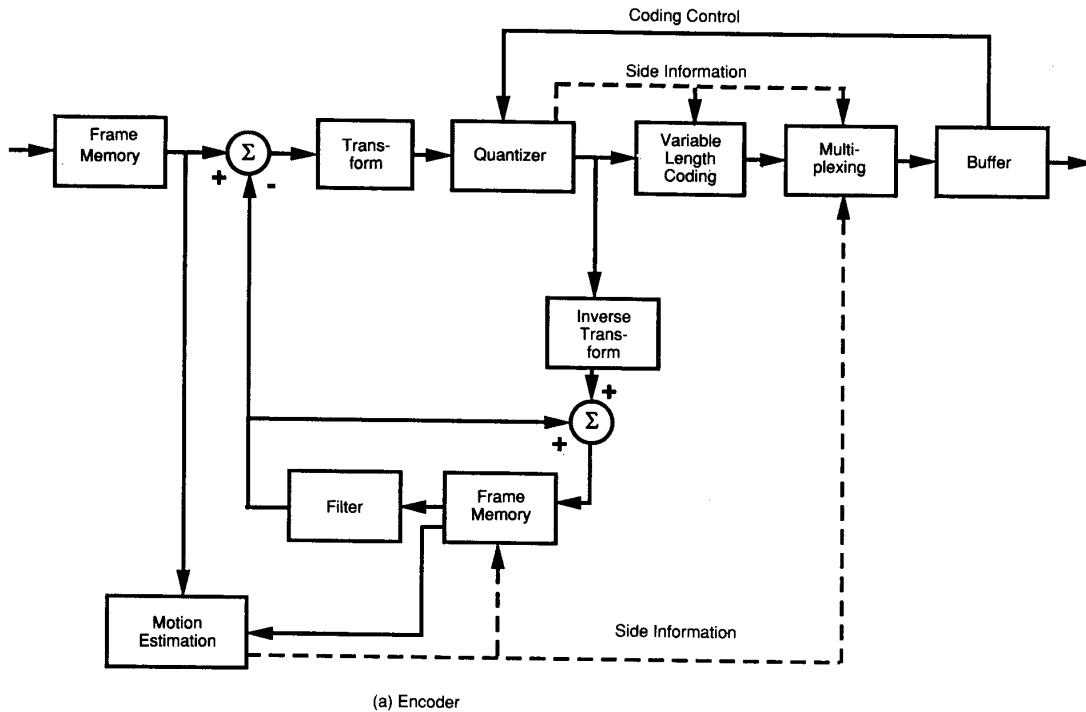 Coding Control
Side Information
Frame
Memory
Σ
+
-
Trans-
form
Quantizer
Variable
Length
Coding
Multi-
plexing
Buffer
Inverse
Trans-
form
+
Σ
+
Filter
Frame
Memory
Motion
Estimation
Side Information
(a) Encoder